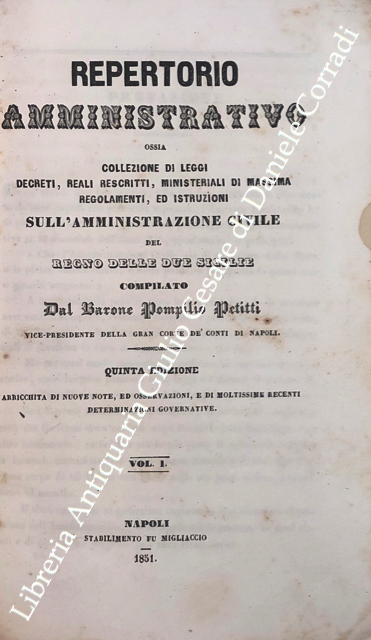 REPERTORIO
AMMINISTRATIVO
OSSIA
COLLEZIONE DI LEGGI
DECRETI, REALI RESCRITTI, MINISTERIALI DI MASSIMA
REGOLAMENTI, ED ISTRUZIONI
SULL'AMMINISTRAZIONE CIVILE
DEL
REGNO DELLE DUE SICILIE
COMPILATO
Dal Barone Pompilio Petitti
VICE-PRESIDENTE DELLA GRAN CORTE DE' CONTI DI NAPOLI.
QUINTA EDIZIONE
ARRICCHITA DI NUOVE NOTE, ED OSSERVAZIONI, E DI MOLTISSIME RECENTI
DETERMINAZIONI GOVERNATIVE.
VOL. I.
NAPOLI
STABILIMENTO FU MIGLIACCIO
1851.
Libreria Antiquaria Giulio Cesare di Daniele Corradi